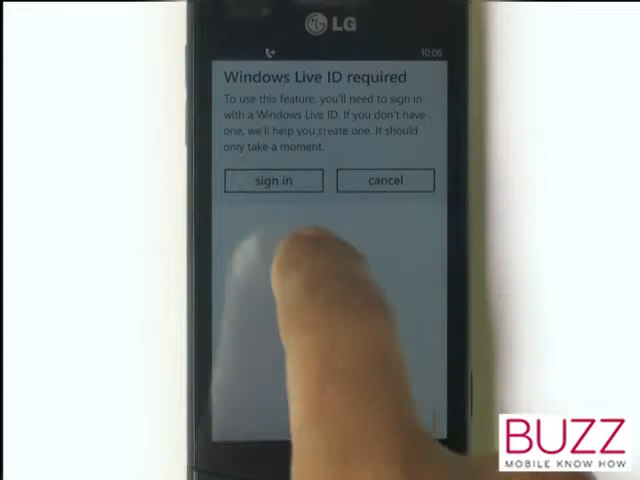 LG
10:06
Windows Live ID required
To use this feature, you'll need to sign in
with a Windows Live ID. If you don't have
one, we'll help you create one. It should
only take a moment.
sign in
cancel
BUZZ
MOBILE KNOW HOW